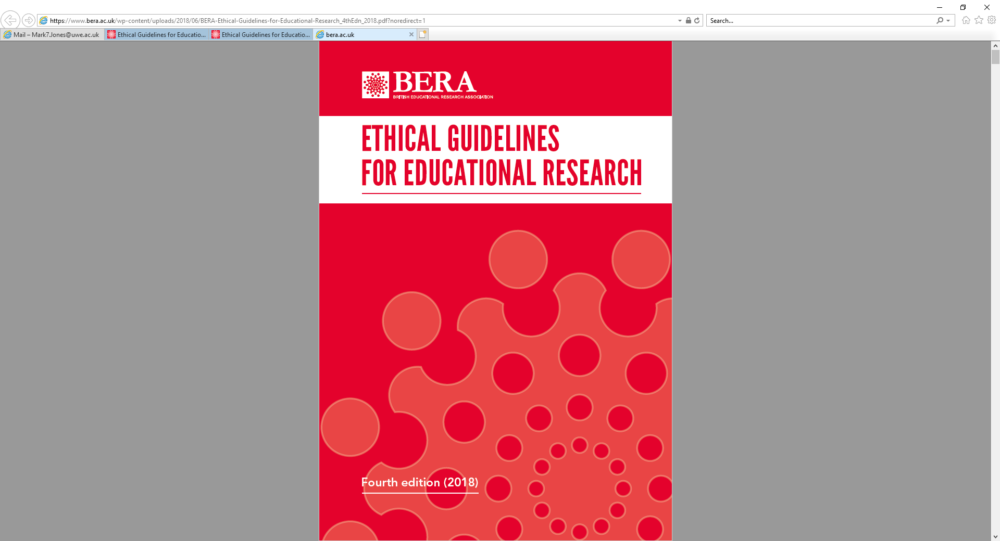 https://www.bera.ac.uk/wp-content/uploads/2018/06/BERA-Ethical-Guidelines-for-Educational-Research_4thEdn_2018.pdf?noredirect=1
Search...
Mail – Mark7.Jones@uwe.ac.uk
Ethical Guidelines for Educatio...
Ethical Guidelines for Educatio...
bera.ac.uk
BERA
BRITISH EDUCATIONAL RESEARCH ASSOCIATION
ETHICAL GUIDELINES
FOR EDUCATIONAL RESEARCH
Fourth edition (2018)